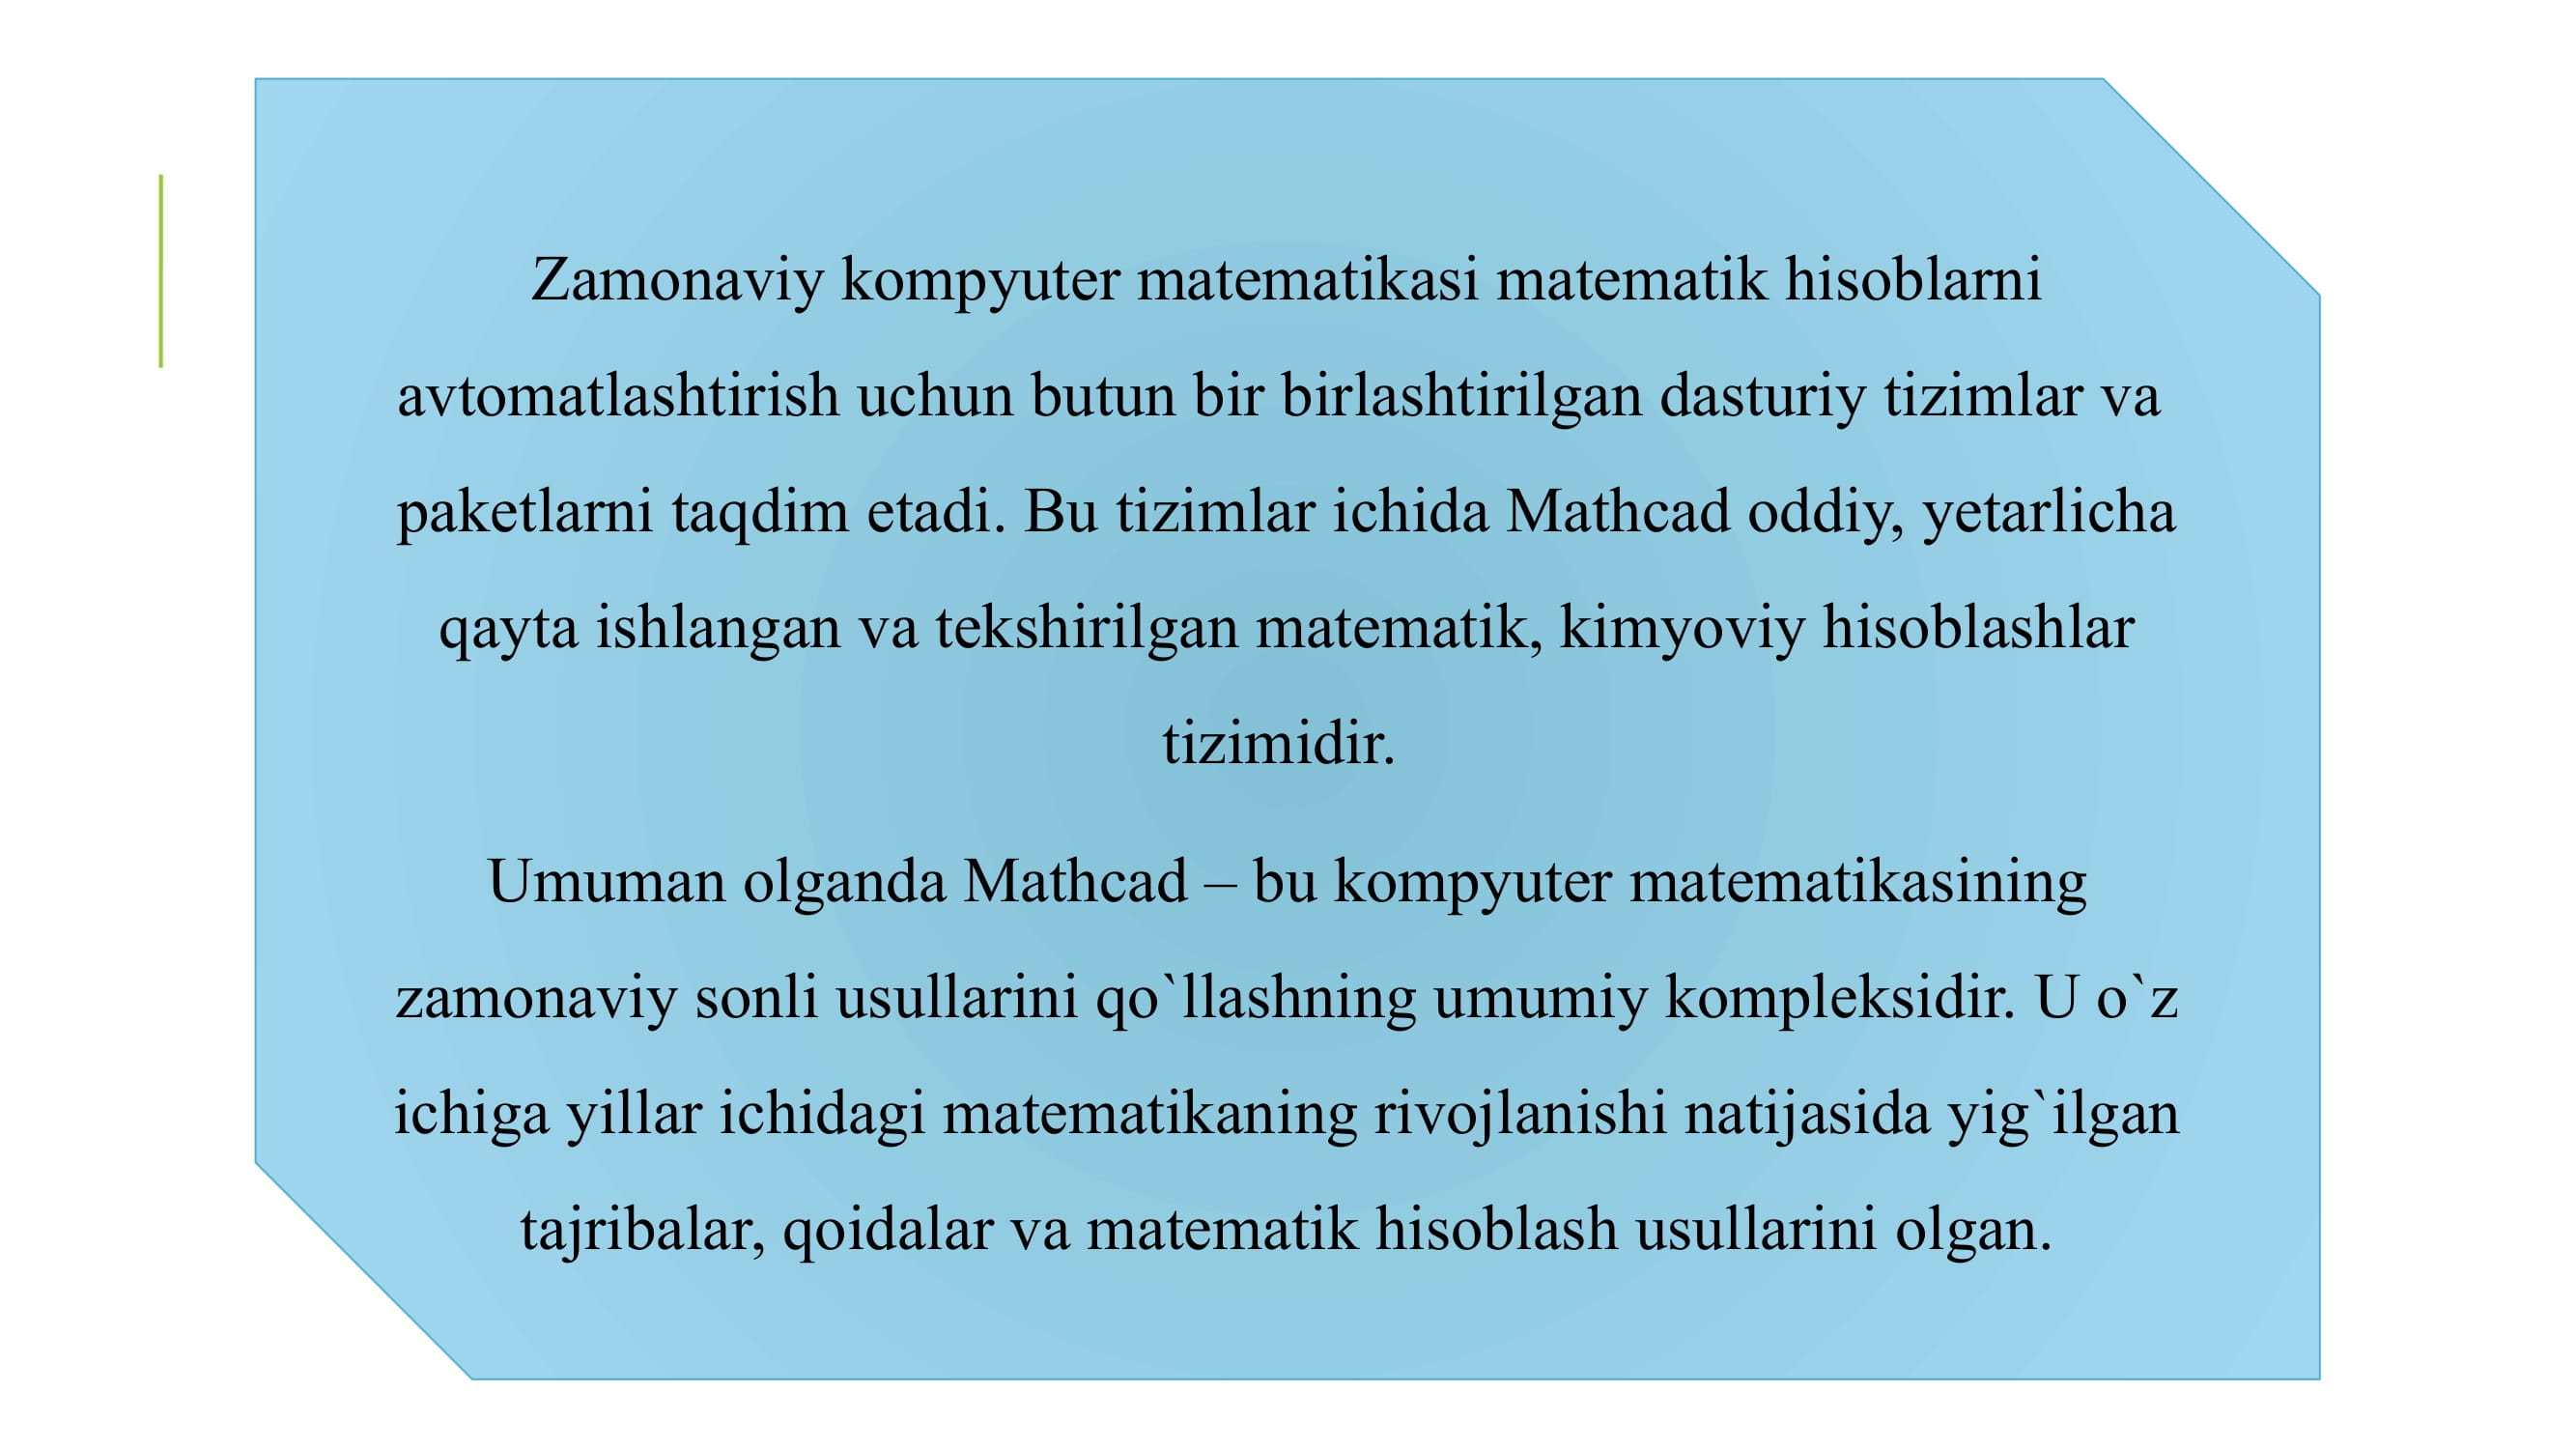 Zamonaviy kompyuter matematikasi matematik hisoblarni
avtomatlashtirish uchun butun bir birlashtirilgan dasturiy tizimlar va
paketlarni taqdim etadi. Bu tizimlar ichida Mathcad oddiy, yetarlicha
qayta ishlangan va tekshirilgan matematik, kimyoviy hisoblashlar
tizimidir.
Umuman olganda Mathcad – bu kompyuter matematikasining
zamonaviy sonli usullarini qo`llashning umumiy kompleksidir. U o`z
ichiga yillar ichidagi matematikaning rivojlanishi natijasida yig`ilgan
tajribalar, qoidalar va matematik hisoblash usullarini olgan.